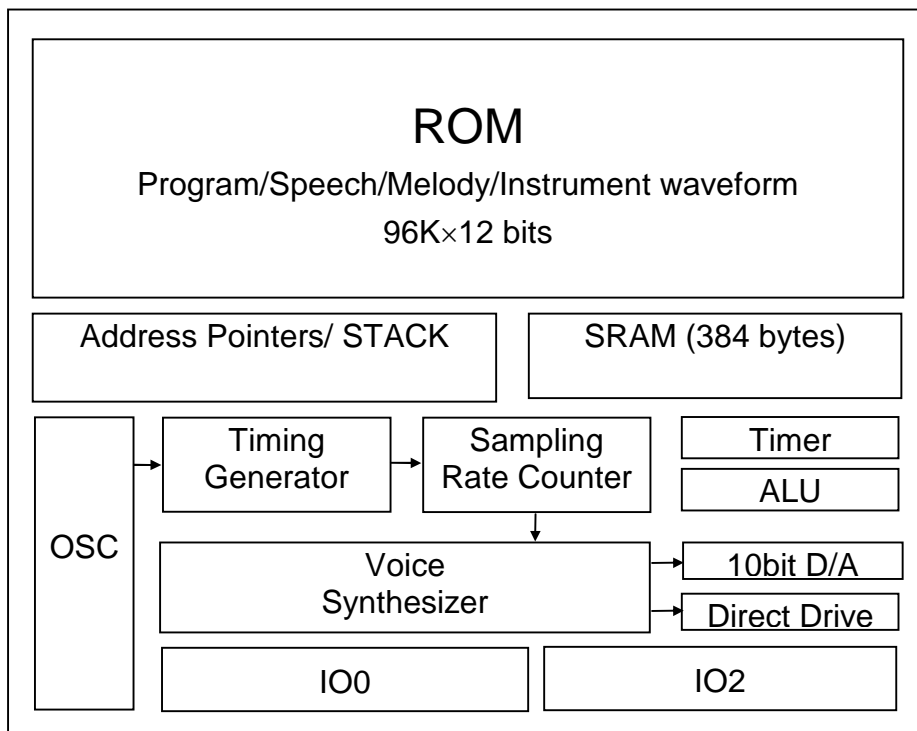 ROM
Program/Speech/Melody/Instrument waveform
96K×12 bits
Address Pointers/ STACK
SRAM (384 bytes)
OSC
Timing
Generator
Sampling
Rate Counter
Timer
ALU
Voice
Synthesizer
10bit D/A
Direct Drive
IO0
IO2